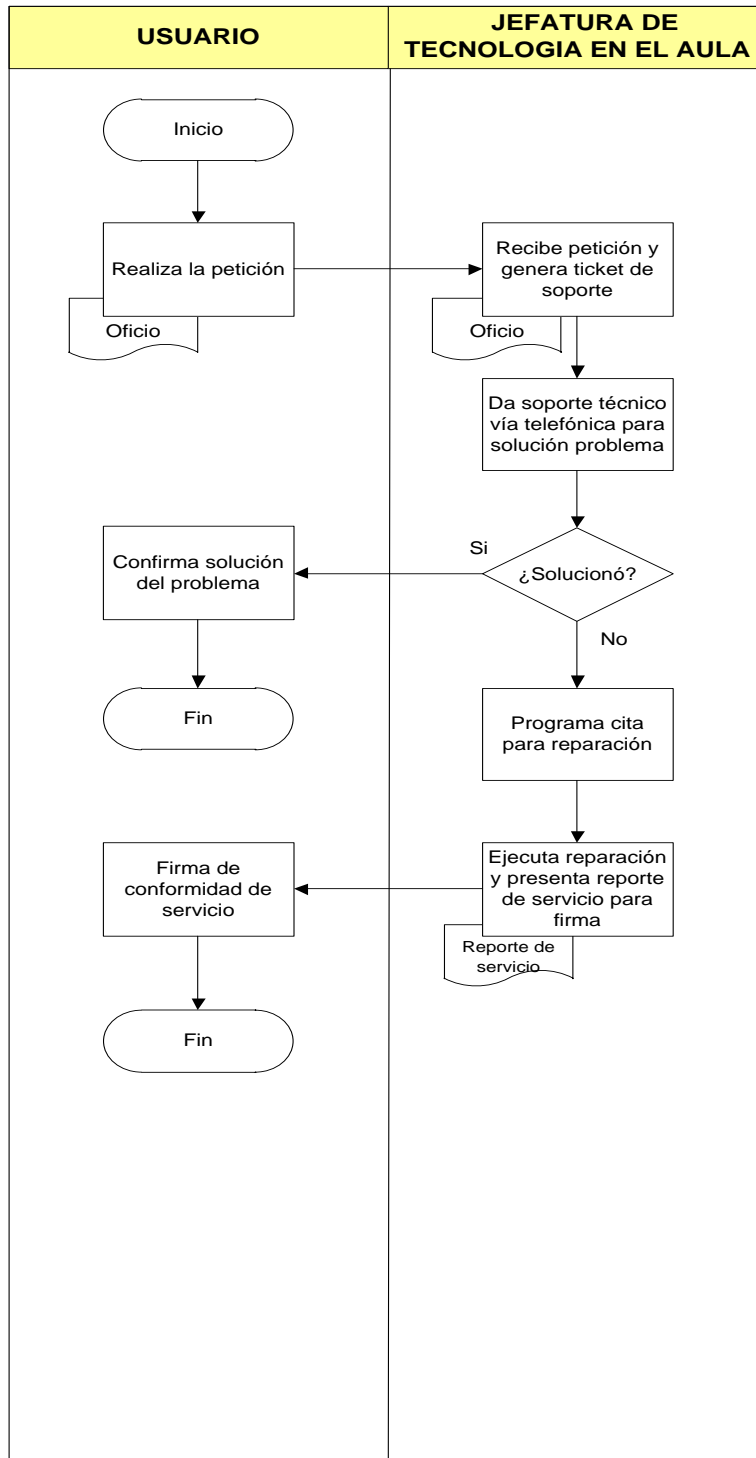 USUARIO
JEFATURA DE
TECNOLOGIA EN EL AULA
Inicio
Realiza la petición
Oficio
Recibe petición y
genera ticket de
soporte
Oficio
Da soporte técnico
vía telefónica para
solución problema
¿Solucionó?
Si
Confirma solución
del problema
Fin
No
Programa cita
para reparación
Ejecuta reparación
y presenta reporte
de servicio para
firma
Reporte de
servicio
Firma de
conformidad de
servicio
Fin